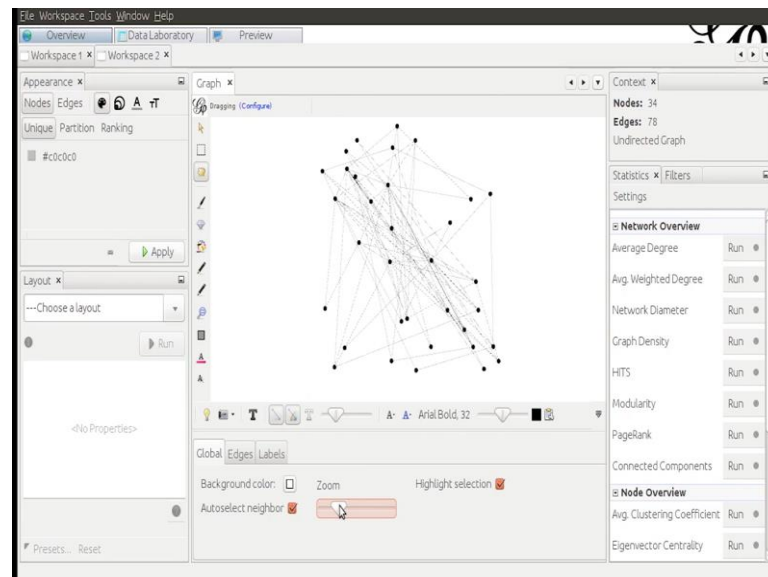 File Workspace Tools Window Help
Overview Data Laboratory Preview
Workspace 1 × Workspace 2 ×
Appearance ×
Nodes Edges
Unique Partition Ranking
#c0c0c0
Apply
Layout ×
---Choose a layout
Run
<No Properties>
Presets... Reset
Graph ×
Dragging (Configure)
T A- A- Arial Bold, 32
Global Edges Labels
Background color: Zoom Highlight selection
Autoselect neighbor
Context ×
Nodes: 34
Edges: 78
Undirected Graph
Statistics × Filters
Settings
Network Overview
Average Degree Run
Avg. Weighted Degree Run
Network Diameter Run
Graph Density Run
HITS Run
Modularity Run
PageRank Run
Connected Components Run
Node Overview
Avg. Clustering Coefficient Run
Eigenvector Centrality Run